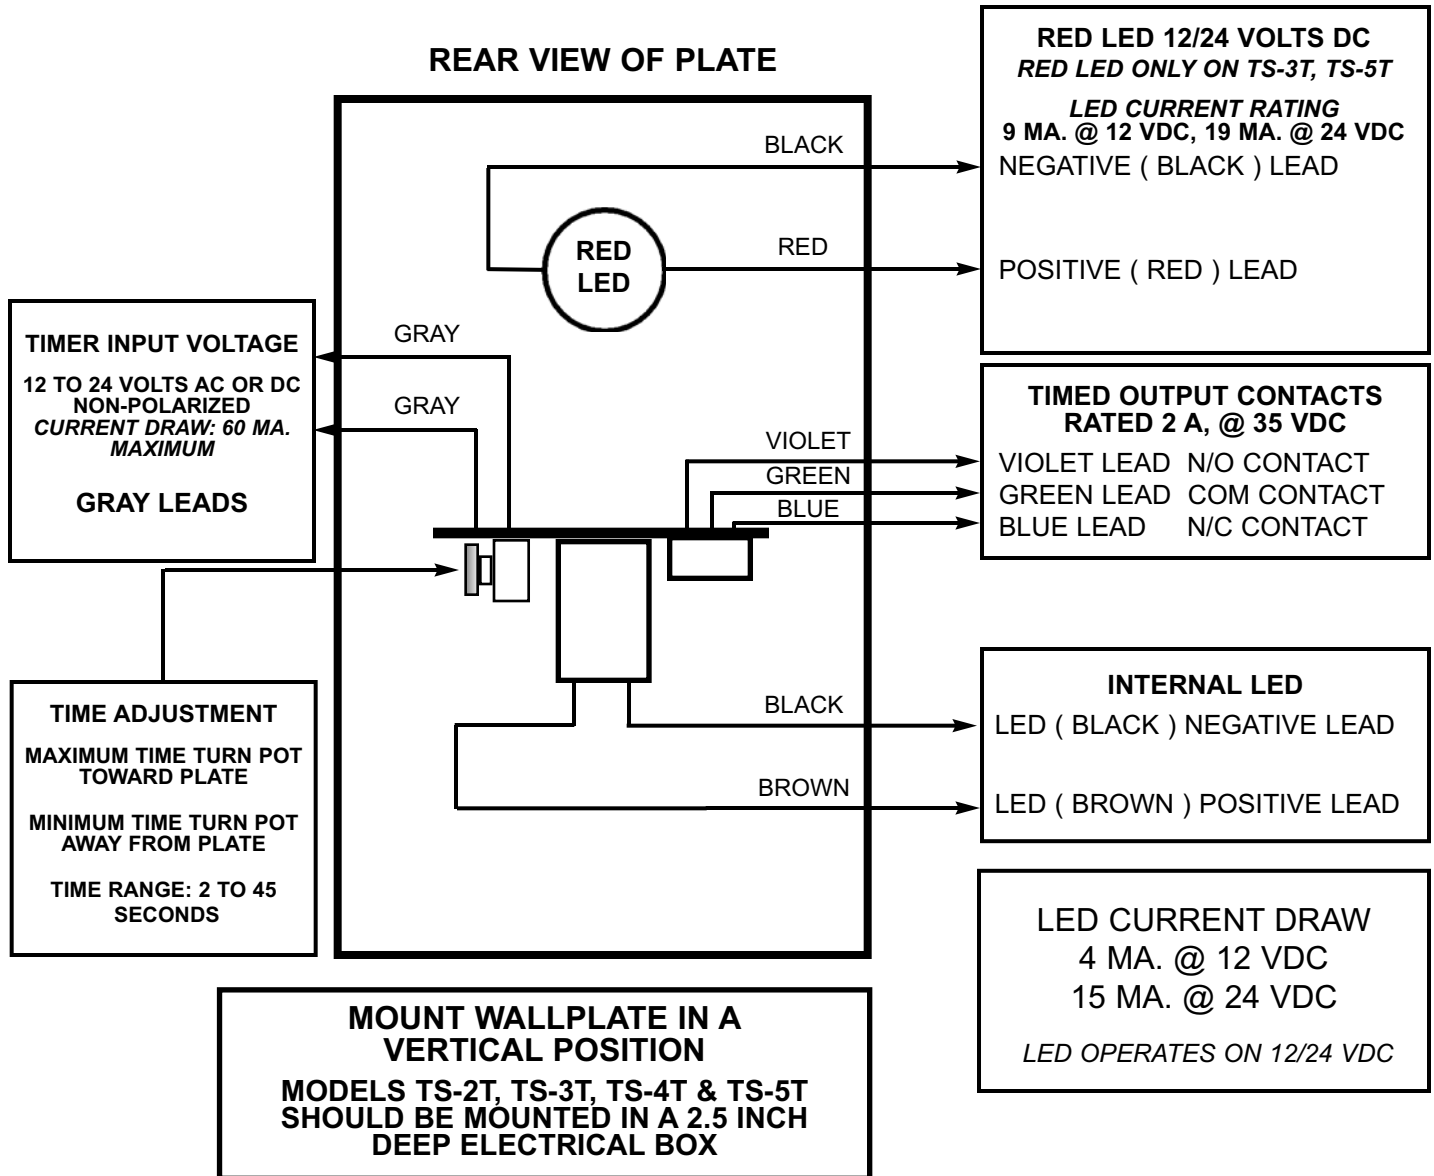 REAR VIEW OF PLATE
RED LED 12/24 VOLTS DC
RED LED ONLY ON TS-3T, TS-5T
LED CURRENT RATING
9 MA. @ 12 VDC, 19 MA. @ 24 VDC
NEGATIVE ( BLACK ) LEAD
POSITIVE ( RED ) LEAD
BLACK
RED
RED
LED
TIMER INPUT VOLTAGE
12 TO 24 VOLTS AC OR DC
NON-POLARIZED
CURRENT DRAW: 60 MA.
MAXIMUM
GRAY LEADS
GRAY
GRAY
VIOLET
GREEN
BLUE
TIMED OUTPUT CONTACTS
RATED 2 A, @ 35 VDC
VIOLET LEAD N/O CONTACT
GREEN LEAD COM CONTACT
BLUE LEAD N/C CONTACT
TIME ADJUSTMENT
MAXIMUM TIME TURN POT
TOWARD PLATE
MINIMUM TIME TURN POT
AWAY FROM PLATE
TIME RANGE: 2 TO 45
SECONDS
BLACK
BROWN
INTERNAL LED
LED ( BLACK ) NEGATIVE LEAD
LED ( BROWN ) POSITIVE LEAD
LED CURRENT DRAW
4 MA. @ 12 VDC
15 MA. @ 24 VDC
LED OPERATES ON 12/24 VDC
MOUNT WALLPLATE IN A
VERTICAL POSITION
MODELS TS-2T, TS-3T, TS-4T & TS-5T
SHOULD BE MOUNTED IN A 2.5 INCH
DEEP ELECTRICAL BOX